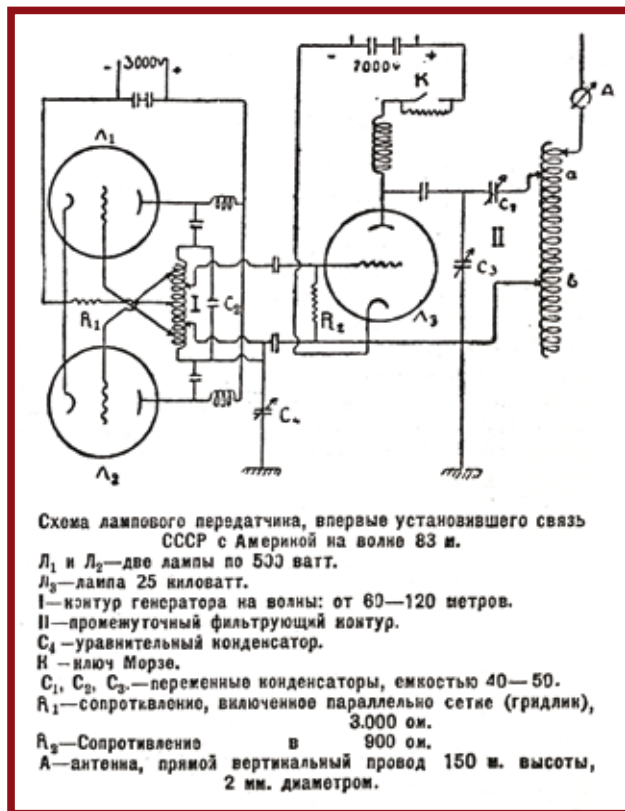 - 3000v +
- 7000v +
К
А
Л₁
а
C₁
II
I
C₂
C₃
в
R₁
R₂
Л₃
C₄
Л₂
Схема лампового передатчика, впервые установившего связь
СССР с Америкой на волне 83 м.
Л₁ и Л₂—две лампы по 500 ватт.
Л₃—лампа 25 киловатт.
I—контур генератора на волны: от 60—120 метров.
II—промежуточный фильтрующий контур.
C₄—уравнительный конденсатор.
К—ключ Морзе.
C₁, C₂, C₃.—переменные конденсаторы, емкостью 40—50.
R₁—сопротивление, включенное параллельно сетке (гридлик),
3.000 ом.
R₂—Сопротивление в 900 ом.
А—антенна, прямой вертикальный провод 150 м. высоты,
2 мм. диаметром.